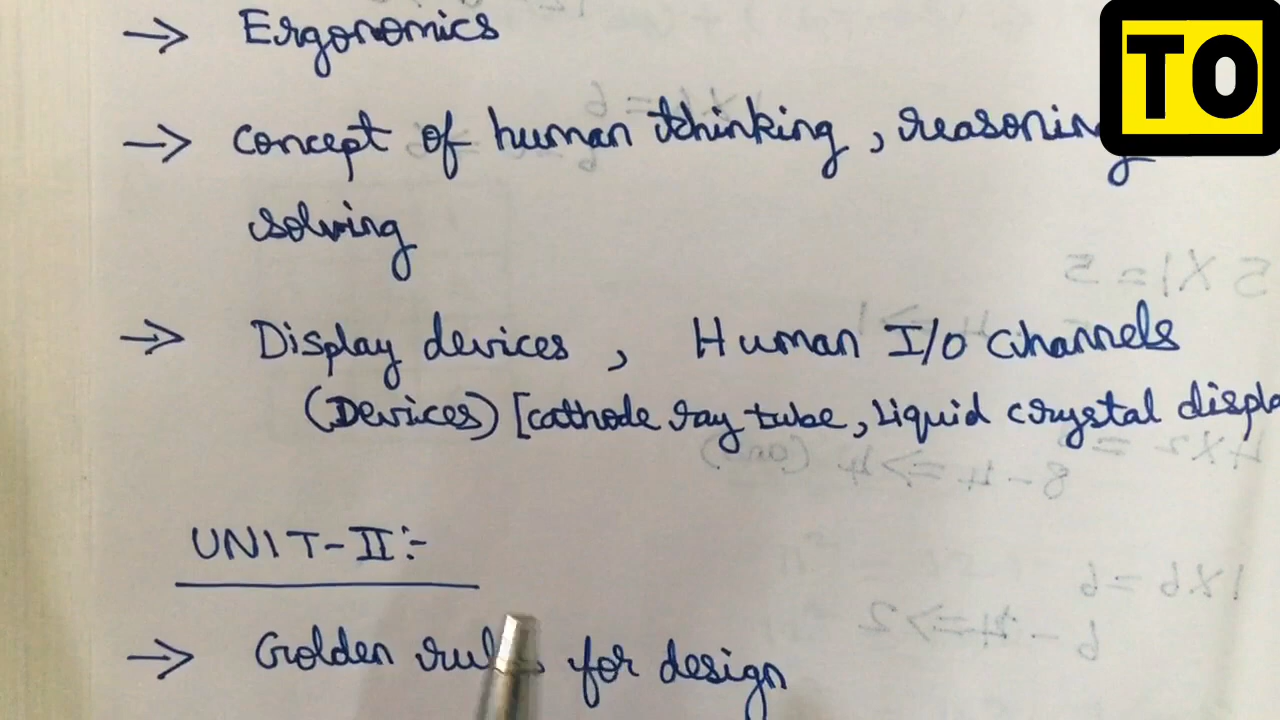 TO
→ Ergonomics
→ concept of human thinking, reasoning
solving
→ Display devices, Human I/O channels
(Devices) [cathode ray tube, Liquid crystal displa
UNIT-II:-
→ Golden rules for design